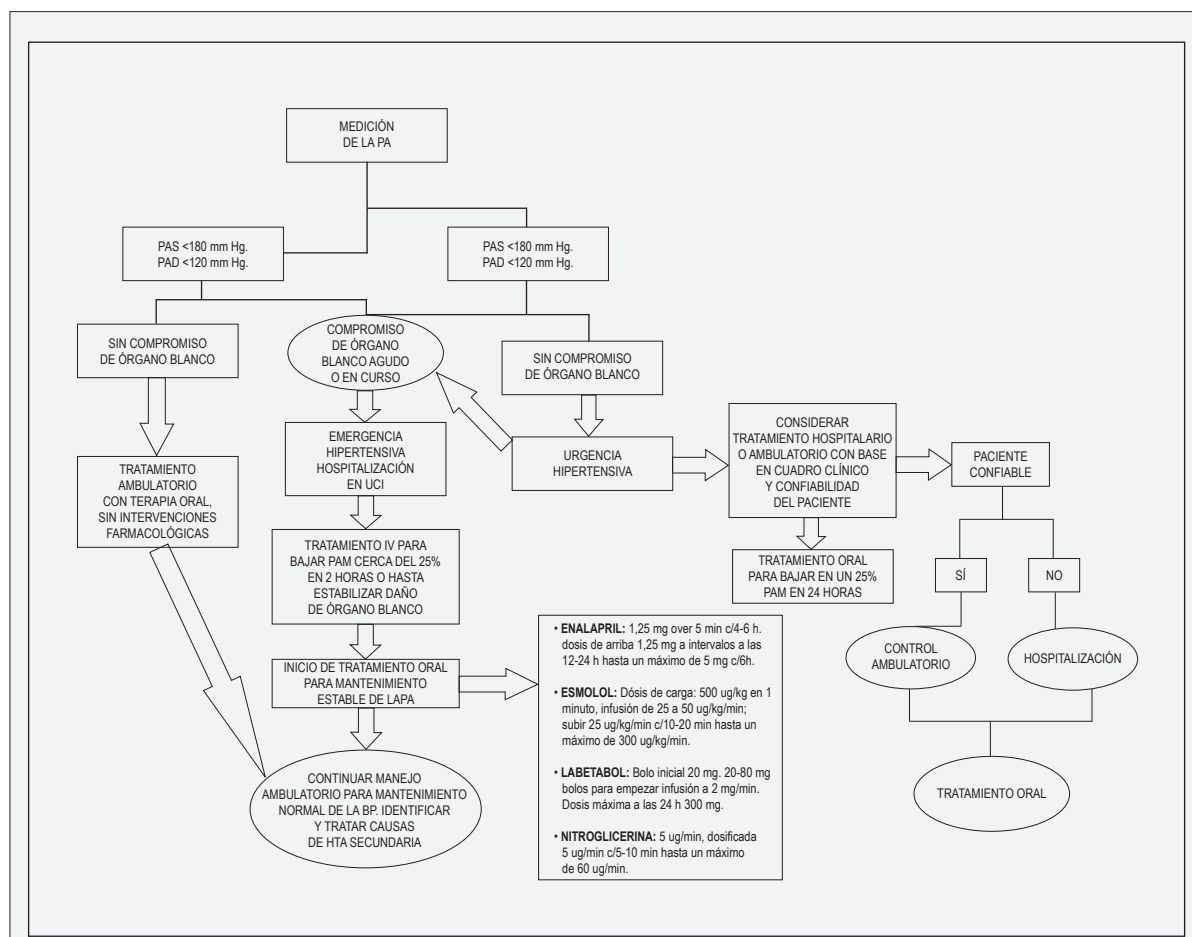 MEDICIÓN
DE LA PA
PAS <180 mm Hg.
PAD <120 mm Hg.
PAS <180 mm Hg.
PAD <120 mm Hg.
SIN COMPROMISO
DE ÓRGANO BLANCO
COMPROMISO
DE ÓRGANO
BLANCO AGUDO
O EN CURSO
SIN COMPROMISO
DE ÓRGANO BLANCO
TRATAMIENTO
AMBULATORIO
CON TERAPIA ORAL,
SIN INTERVENCIONES
FARMACOLÓGICAS
EMERGENCIA
HIPERTENSIVA
HOSPITALIZACIÓN
EN UCI
URGENCIA
HIPERTENSIVA
CONSIDERAR
TRATAMIENTO HOSPITALARIO
O AMBULATORIO CON BASE
EN CUADRO CLÍNICO
Y CONFIABILIDAD
DEL PACIENTE
PACIENTE
CONFIABLE
TRATAMIENTO IV PARA
BAJAR PAM CERCA DEL 25%
EN 2 HORAS O HASTA
ESTABILIZAR DAÑO
DE ÓRGANO BLANCO
TRATAMIENTO ORAL
PARA BAJAR EN UN 25%
PAM EN 24 HORAS
SÍ
NO
CONTROL
AMBULATORIO
HOSPITALIZACIÓN
INICIO DE TRATAMIENTO ORAL
PARA MANTENIMIENTO
ESTABLE DE LAPA
• ENALAPRIL: 1,25 mg over 5 min c/4-6 h.
dosis de arriba 1,25 mg a intervalos a las
12-24 h hasta un máximo de 5 mg c/6h.
• ESMOLOL: Dósis de carga: 500 ug/kg en 1
minuto, infusión de 25 a 50 ug/kg/min;
subir 25 ug/kg/min c/10-20 min hasta un
máximo de 300 ug/kg/min.
• LABETABOL: Bolo inicial 20 mg. 20-80 mg
bolos para empezar infusión a 2 mg/min.
Dosis máxima a las 24 h 300 mg.
• NITROGLICERINA: 5 ug/min, dosificada
5 ug/min c/5-10 min hasta un máximo
de 60 ug/min.
CONTINUAR MANEJO
AMBULATORIO PARA MANTENIMIENTO
NORMAL DE LA BP. IDENTIFICAR
Y TRATAR CAUSAS
DE HTA SECUNDARIA
TRATAMIENTO ORAL